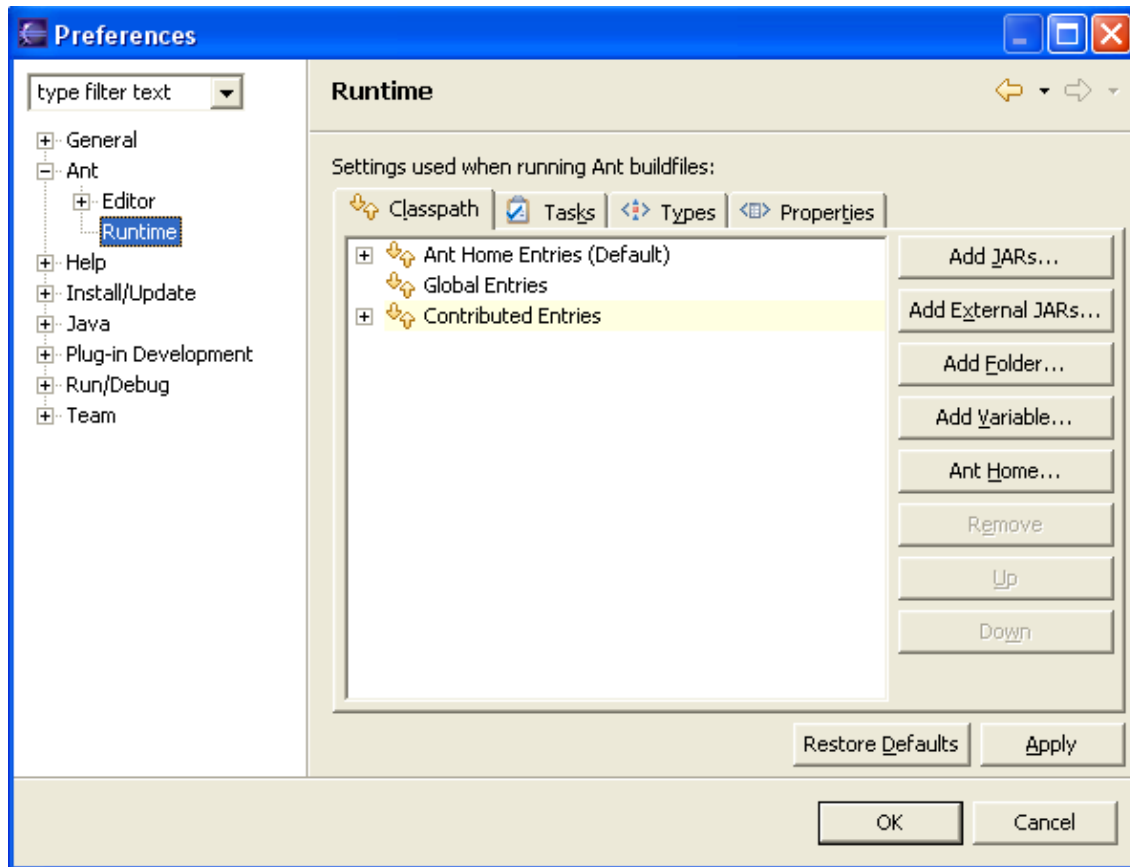 Preferences
type filter text
General
Ant
Editor
Runtime
Help
Install/Update
Java
Plug-in Development
Run/Debug
Team
Runtime
Settings used when running Ant buildfiles:
Classpath Tasks Types Properties
Ant Home Entries (Default)
Global Entries
Contributed Entries
Add JARs...
Add External JARs...
Add Folder...
Add Variable...
Ant Home...
Remove
Up
Down
Restore Defaults Apply
OK Cancel